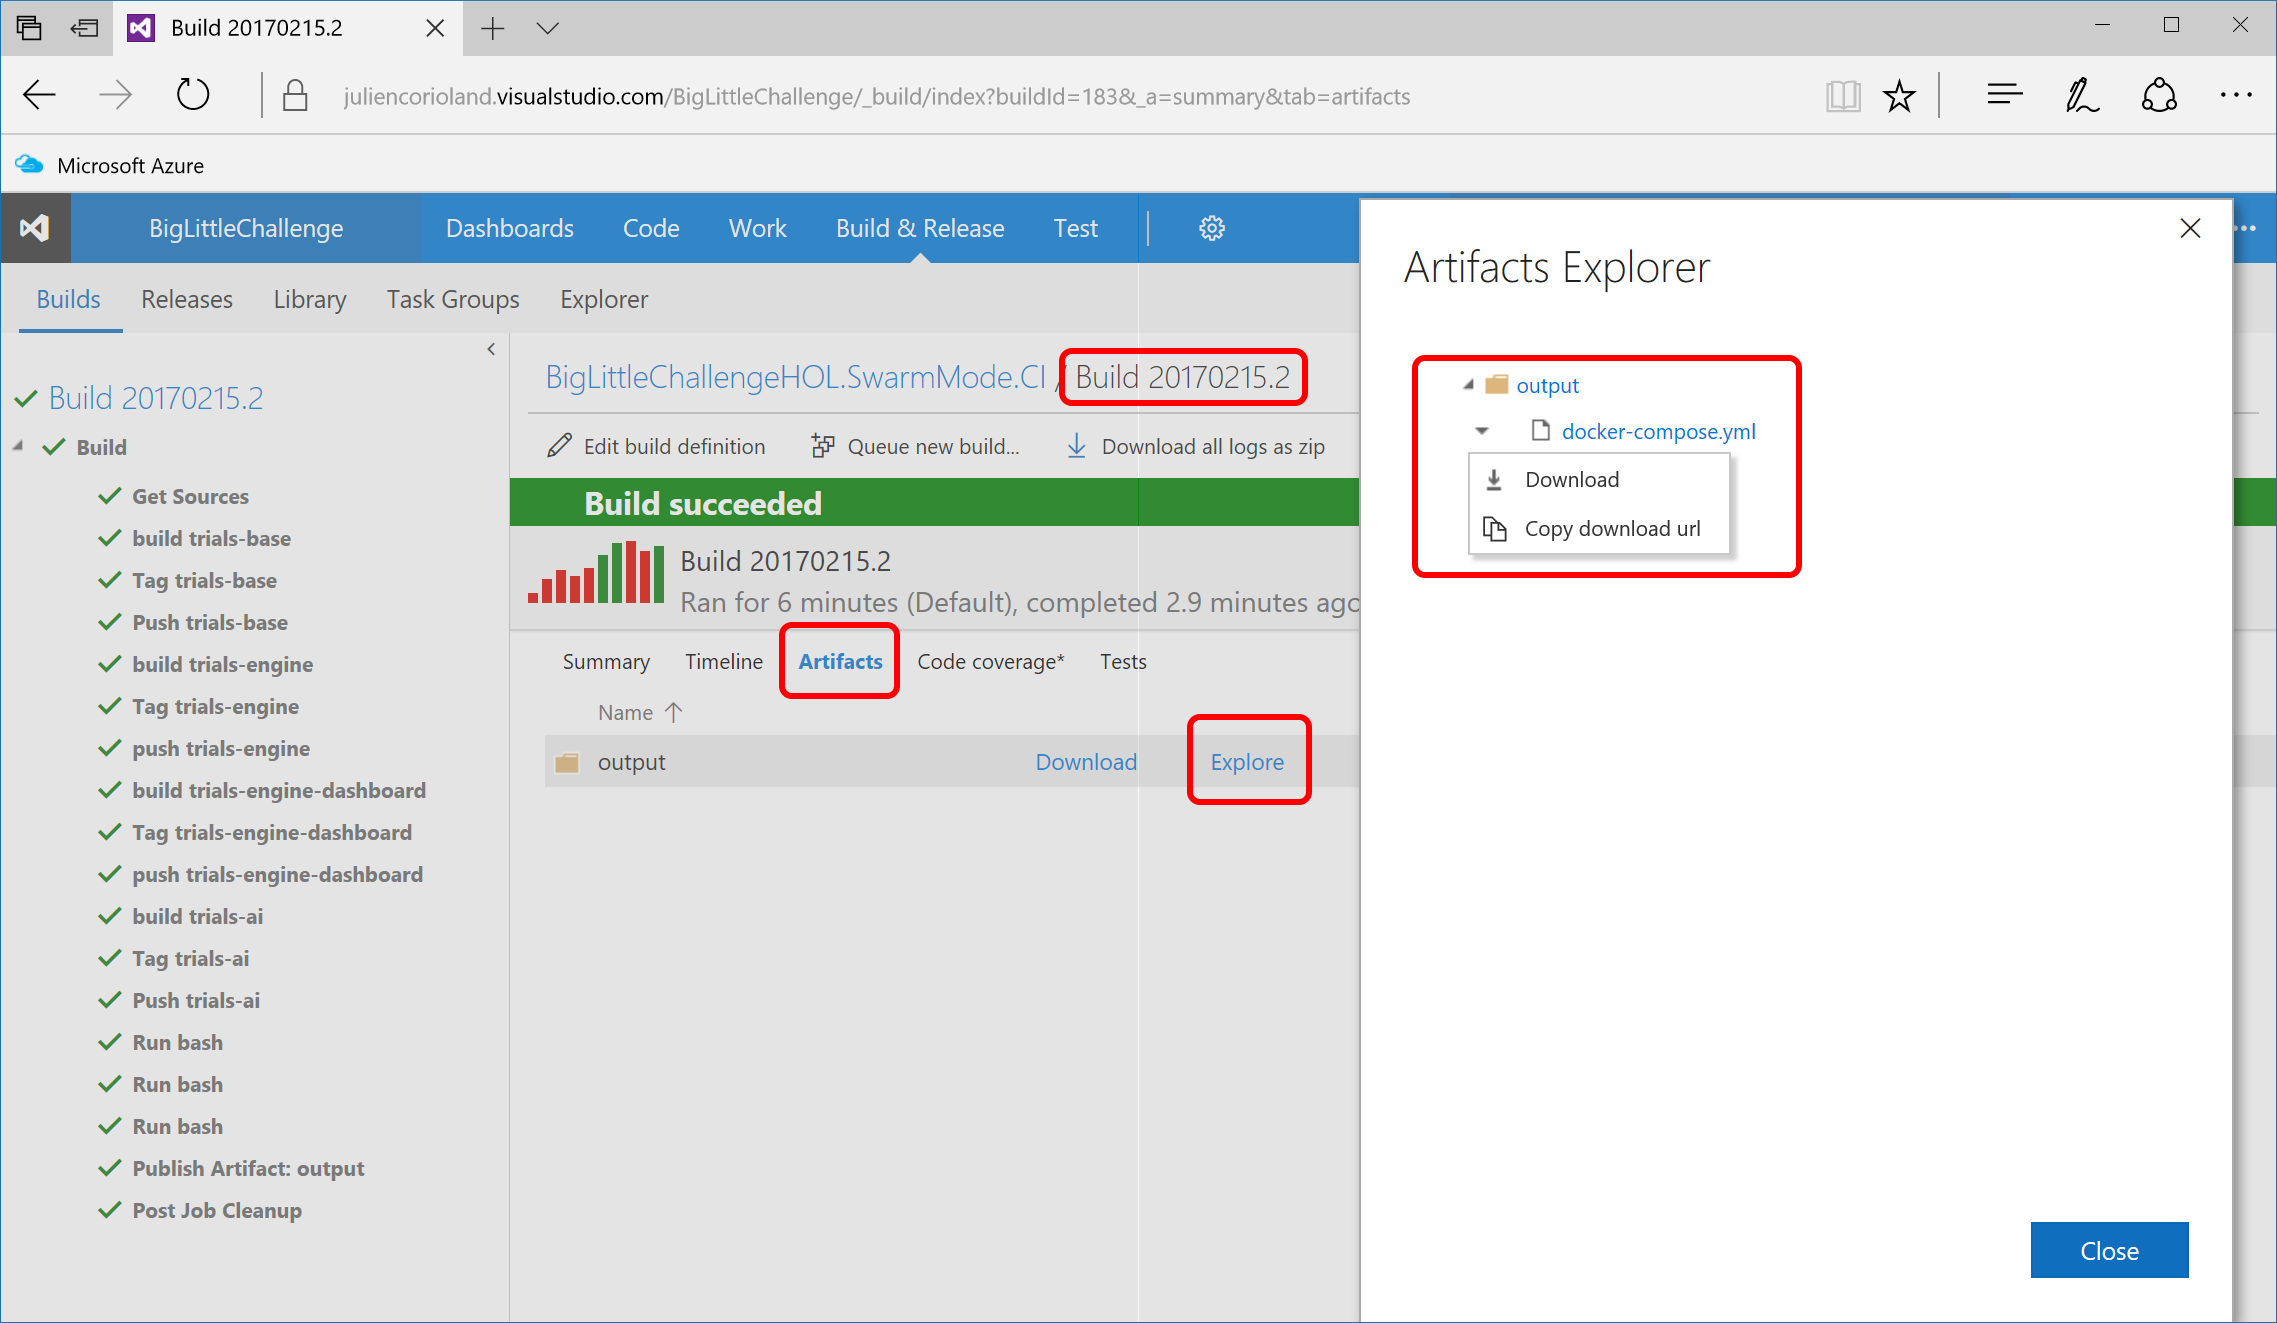 Build 20170215.2
juliencorioland.visualstudio.com/BigLittleChallenge/_build/index?buildId=183&_a=summary&tab=artifacts
Microsoft Azure
BigLittleChallenge Dashboards Code Work Build & Release Test
Builds Releases Library Task Groups Explorer
Build 20170215.2
Build
Get Sources
build trials-base
Tag trials-base
Push trials-base
build trials-engine
Tag trials-engine
push trials-engine
build trials-engine-dashboard
Tag trials-engine-dashboard
push trials-engine-dashboard
build trials-ai
Tag trials-ai
Push trials-ai
Run bash
Run bash
Run bash
Publish Artifact: output
Post Job Cleanup
BigLittleChallengeHOL.SwarmMode.CI / Build 20170215.2
Edit build definition Queue new build... Download all logs as zip
Build succeeded
Build 20170215.2
Ran for 6 minutes (Default), completed 2.9 minutes ago
Summary Timeline Artifacts Code coverage* Tests
Name
output Download Explore
Artifacts Explorer
output
docker-compose.yml
Download
Copy download url
Close